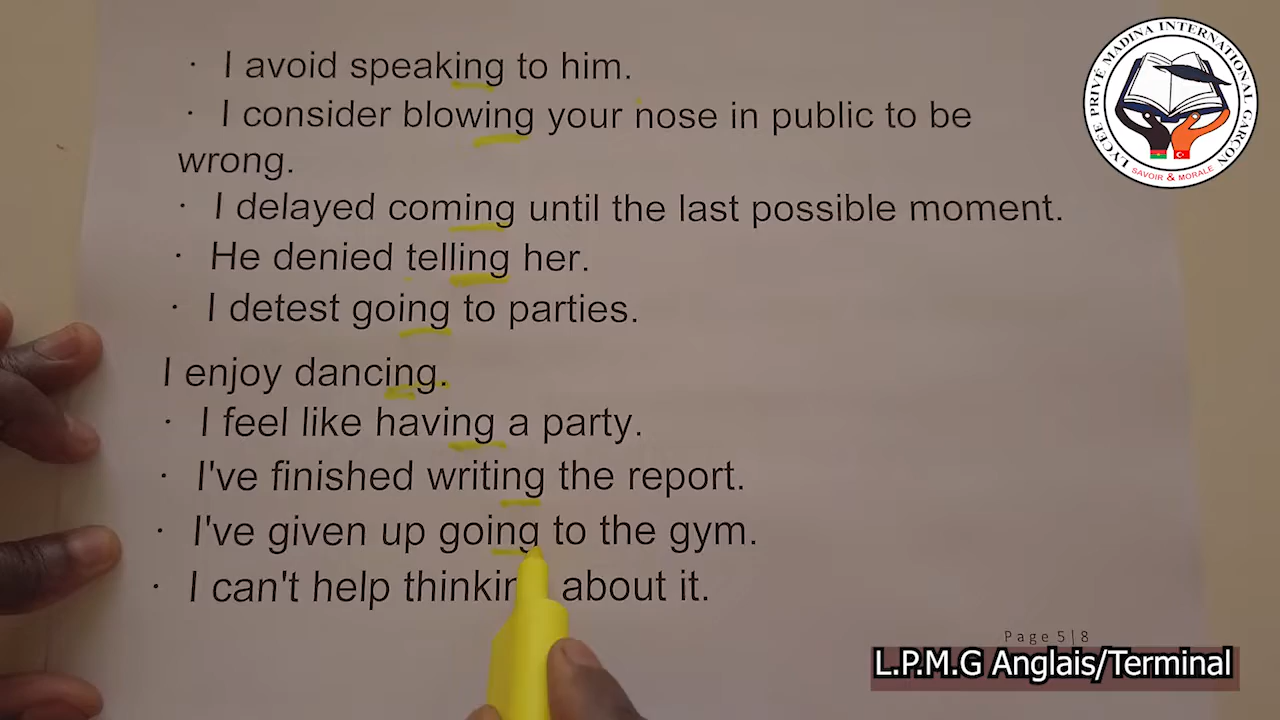 · I avoid speaking to him.
· I consider blowing your nose in public to be
wrong.
· I delayed coming until the last possible moment.
· He denied telling her.
· I detest going to parties.
I enjoy dancing.
· I feel like having a party.
· I've finished writing the report.
· I've given up going to the gym.
· I can't help about it.
Page 5|8
L.P.M.G Anglais/Terminal
LYCÉE PRIVÉ MADINA INTERNATIONAL GARÇON
SAVOIR & MORALE